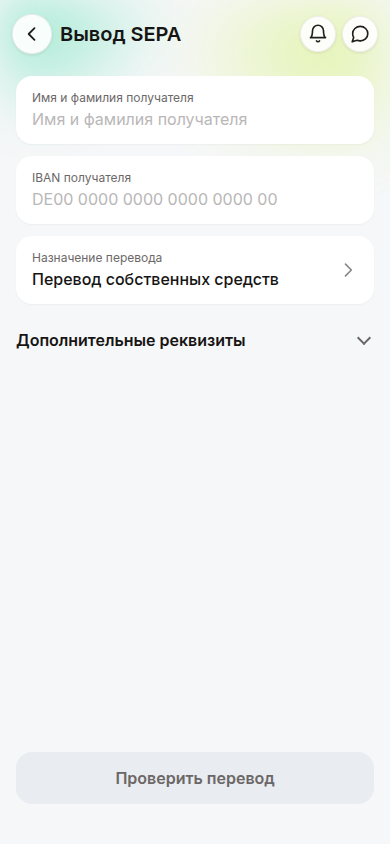 Вывод SEPA
Имя и фамилия получателя
Имя и фамилия получателя
IBAN получателя
DE00 0000 0000 0000 0000 00
Назначение перевода
Перевод собственных средств
Дополнительные реквизиты
Проверить перевод